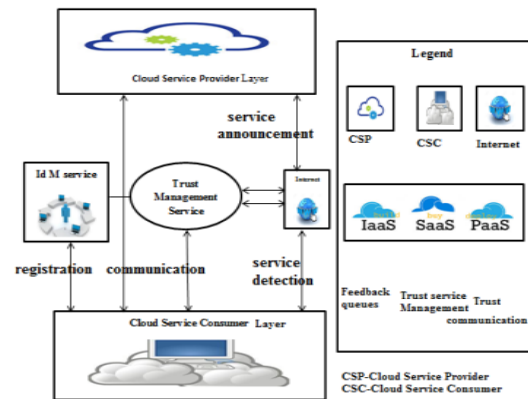 Cloud Service Provider Layer
service
announcement
Id M service
Trust
Management
Service
Internet
registration
communication
service
detection
Cloud Service Consumer Layer
Legend
CSP
CSC
Internet
IaaS
SaaS
PaaS
buy
Feedback
queues
Trust service
Management
Trust
communication
CSP-Cloud Service Provider
CSC-Cloud Service Consumer